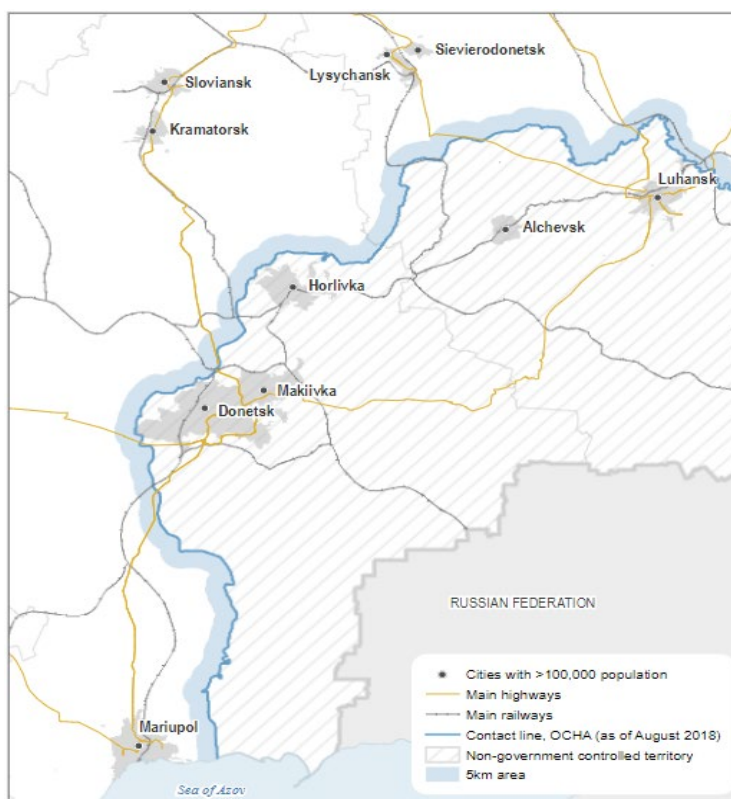 Sievierodonetsk
Lysychansk
Sloviansk
Kramatorsk
Luhansk
Alchevsk
Horlivka
Makiivka
Donetsk
RUSSIAN FEDERATION
Cities with >100,000 population
Main highways
Main railways
Contact line, OCHA (as of August 2018)
Non-government controlled territory
5km area
Mariupol
Sea of Azov